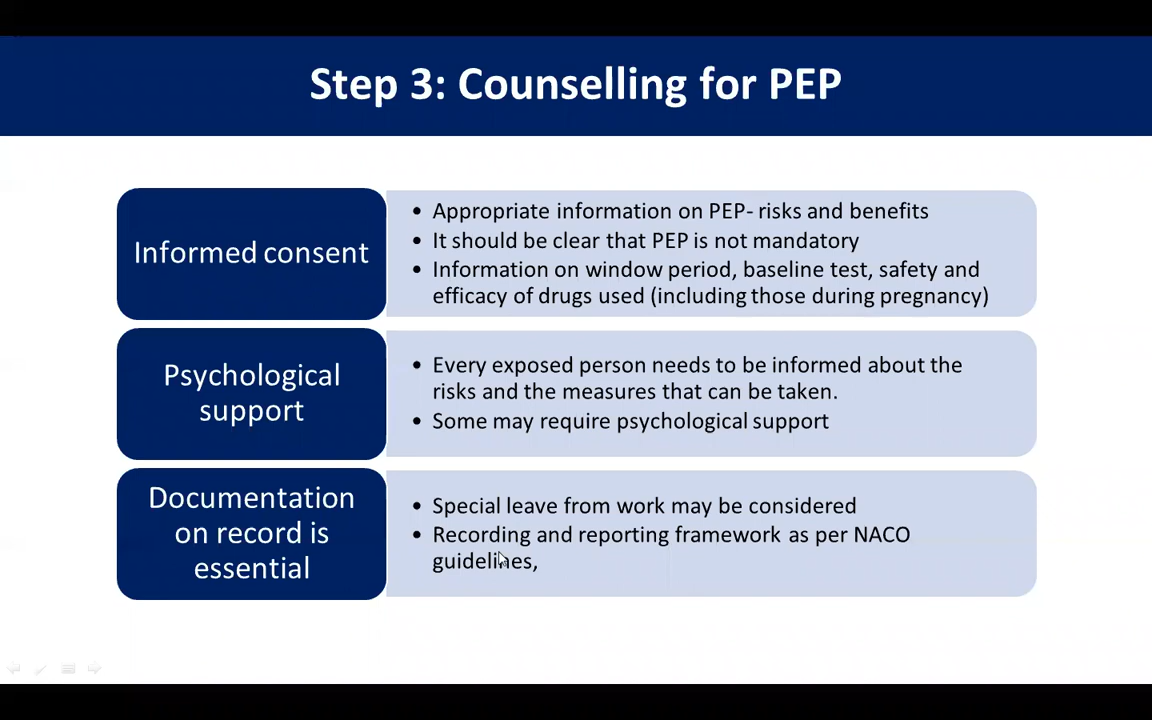 Step 3: Counselling for PEP
Informed consent
• Appropriate information on PEP- risks and benefits
• It should be clear that PEP is not mandatory
• Information on window period, baseline test, safety and
efficacy of drugs used (including those during pregnancy)
Psychological
support
• Every exposed person needs to be informed about the
risks and the measures that can be taken.
• Some may require psychological support
Documentation
on record is
essential
• Special leave from work may be considered
• Recording and reporting framework as per NACO
guidelines,